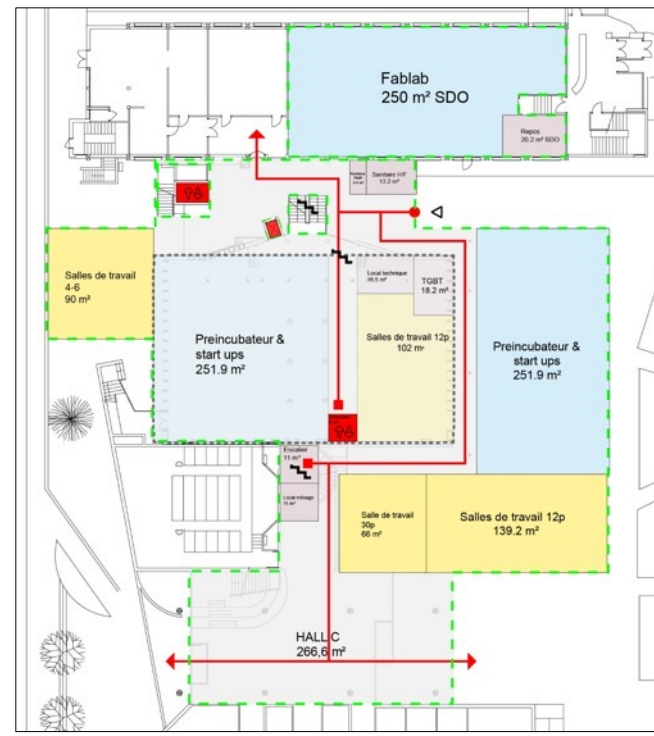 Fablab
250 m² SDO
Repos
20.2 m² SDO
Sanitaire H/F
13.2 m²
Salles de travail
4-6
90 m²
Local technique
TGBT
18.2 m²
Preincubateur &
start ups
251.9 m²
Salles de travail 12p
102 m²
Preincubateur &
start ups
251.9 m²
Escalier
11 m²
Local ménage
11 m²
Salle de travail
30p
66 m²
Salles de travail 12p
139.2 m²
HALL C
266,6 m²